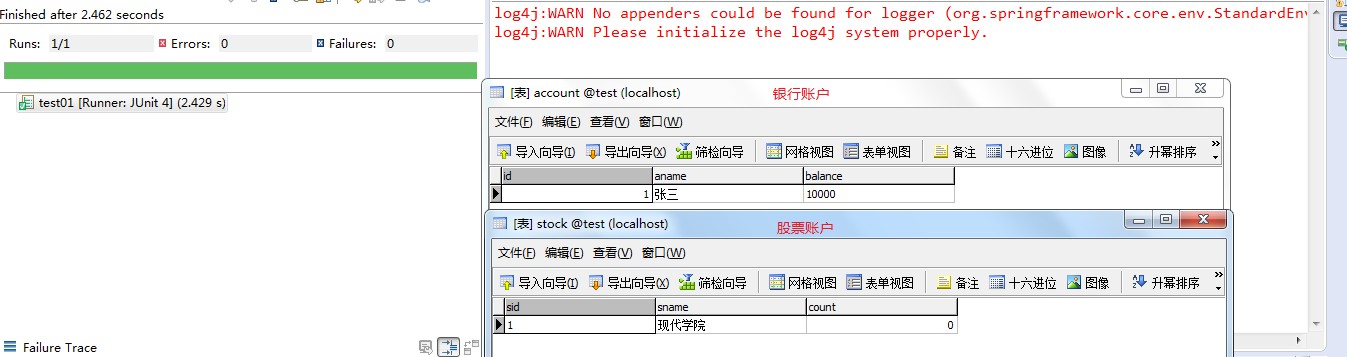 Finished after 2.462 seconds
Runs: 1/1 Errors: 0 Failures: 0
test01 [Runner: JUnit 4] (2.429 s)
Failure Trace
log4j:WARN No appenders could be found for logger (org.springframework.core.env.StandardEnv
log4j:WARN Please initialize the log4j system properly.
[表] account @test (localhost) 银行账户
文件(F) 编辑(E) 查看(V) 窗口(W)
导入向导(I) 导出向导(X) 筛检向导 网格视图 表单视图 备注 十六进位 图像 升幂排序
id aname balance
1 张三 10000
[表] stock @test (localhost) 股票账户
文件(F) 编辑(E) 查看(V) 窗口(W)
导入向导(I) 导出向导(X) 筛检向导 网格视图 表单视图 备注 十六进位 图像 升幂排序
sid sname count
1 现代学院 0